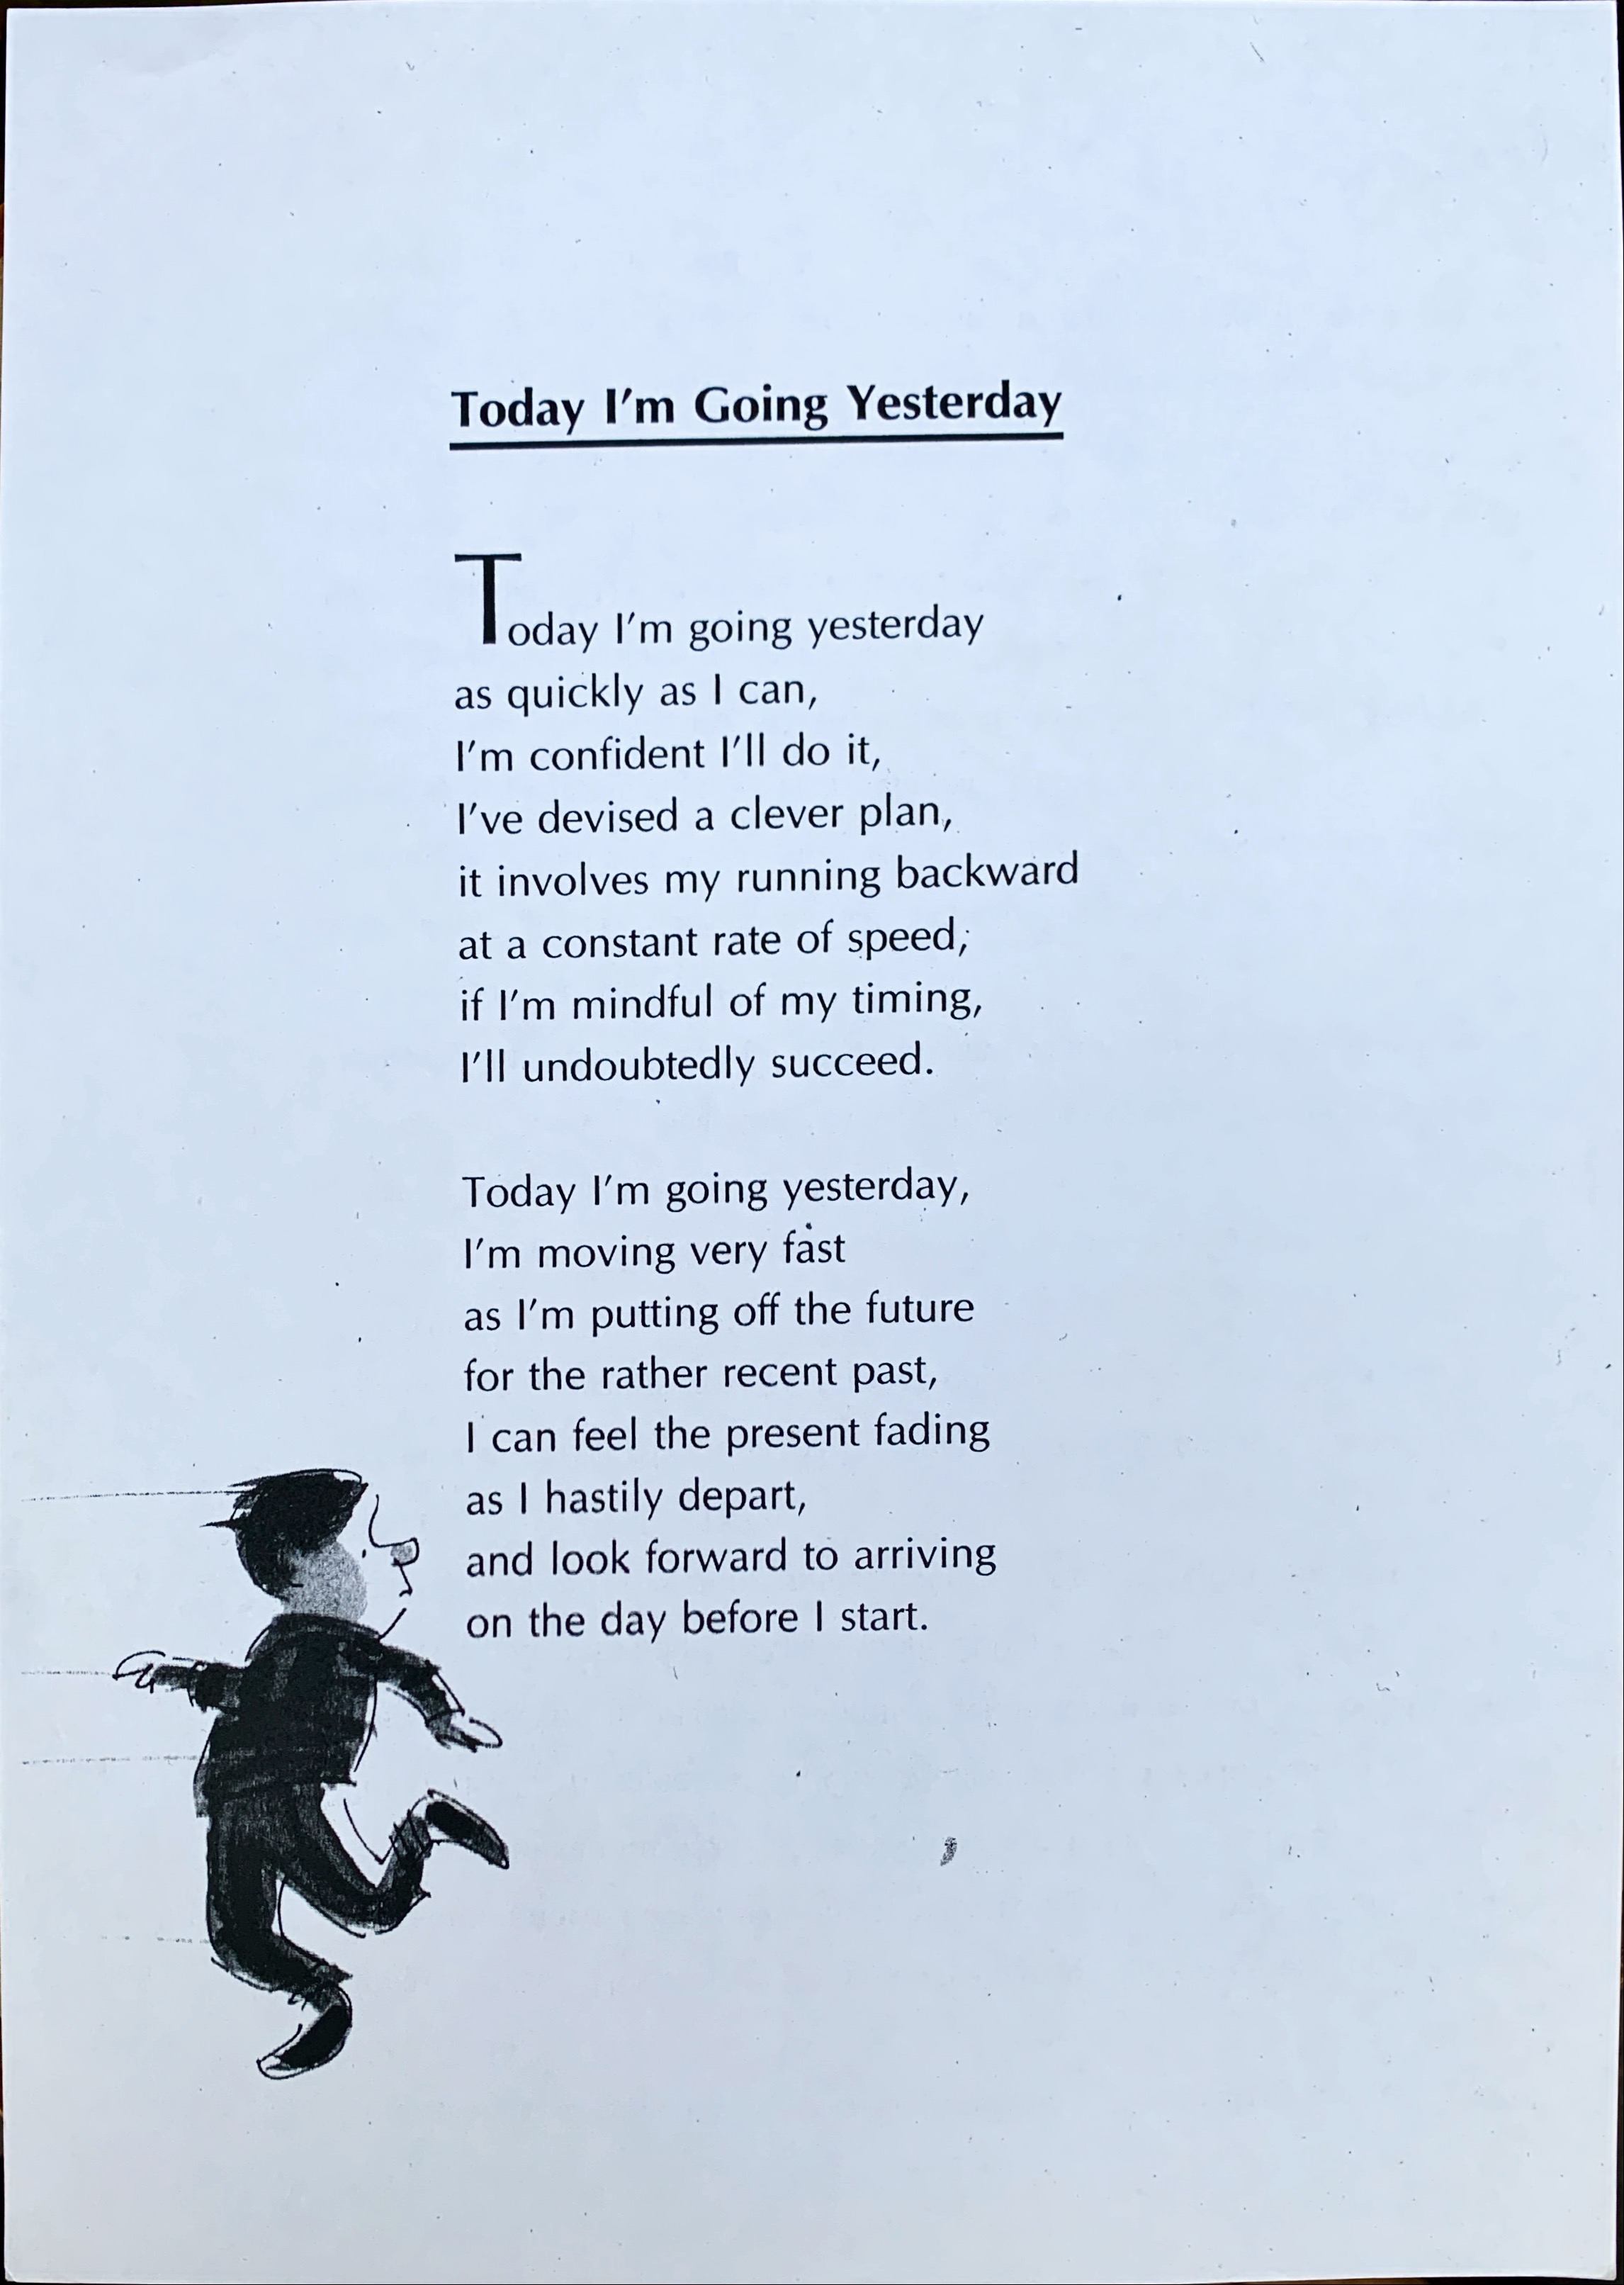 Today I'm Going Yesterday
Today I'm going yesterday
as quickly as I can,
I'm confident I'll do it,
I've devised a clever plan,
it involves my running backward
at a constant rate of speed;
if I'm mindful of my timing,
I'll undoubtedly succeed.
Today I'm going yesterday,
I'm moving very fast
as I'm putting off the future
for the rather recent past,
I can feel the present fading
as I hastily depart,
and look forward to arriving
on the day before I start.